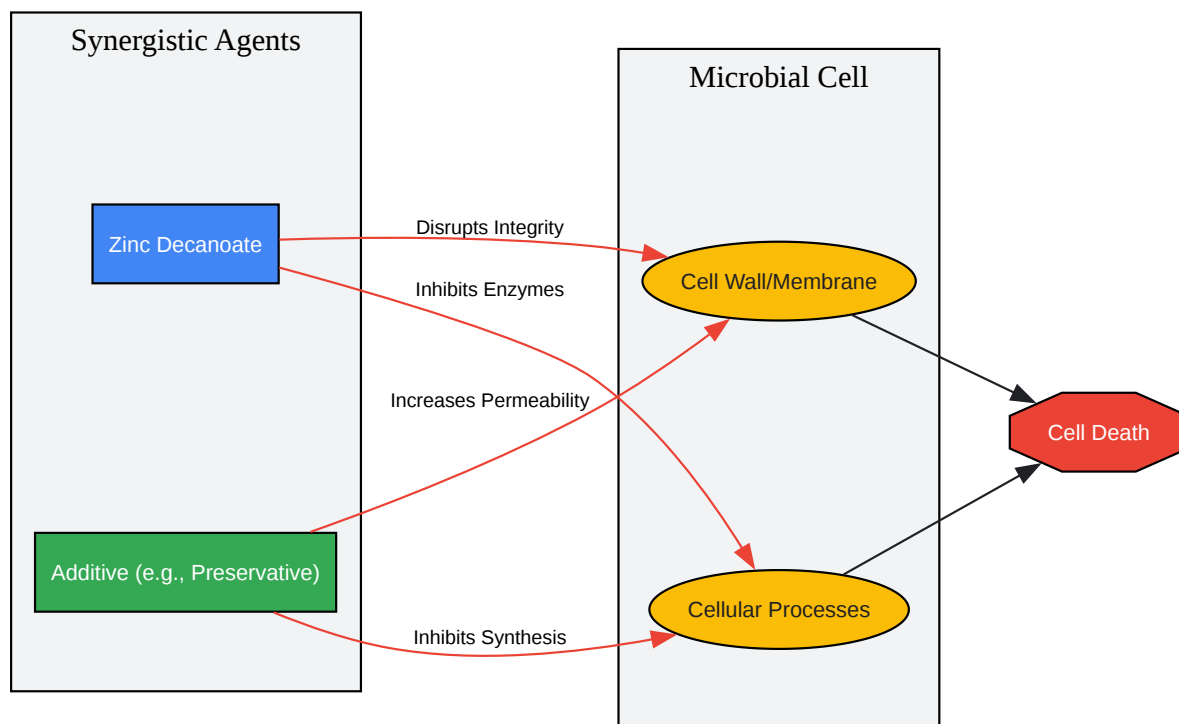 Synergistic Agents
Microbial Cell
Zinc Decanoate
Disrupts Integrity
Inhibits Enzymes
Cell Wall/Membrane
Increases Permeability
Cell Death
Additive (e.g., Preservative)
Inhibits Synthesis
Cellular Processes